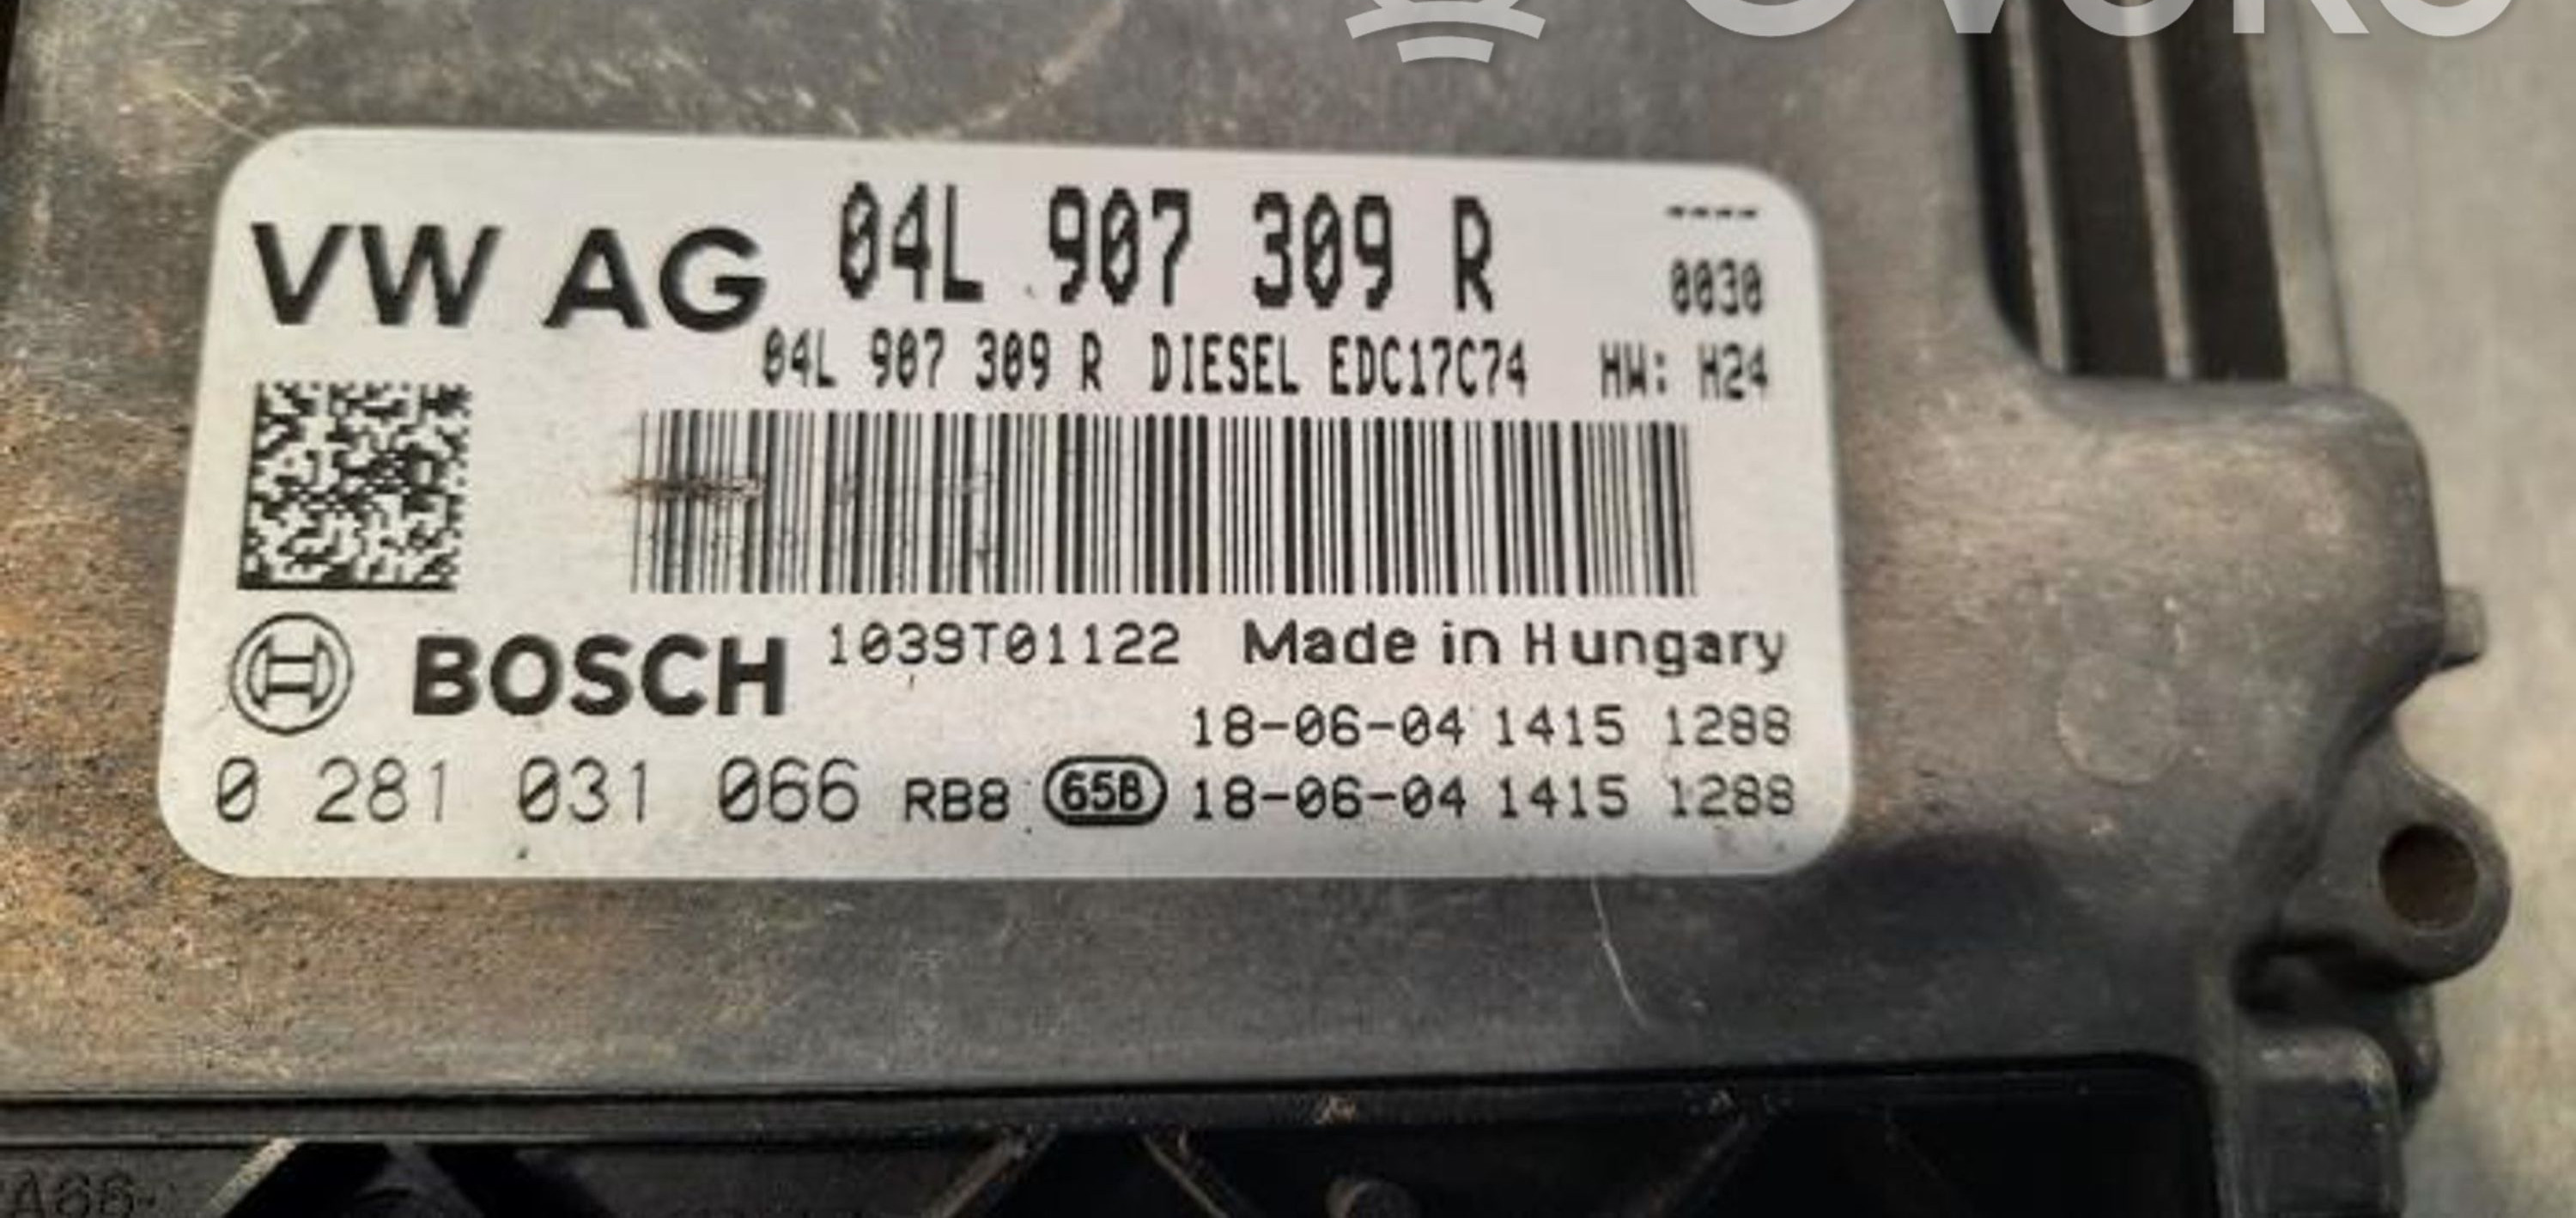 VW AG 04L 907 309 R ----
0030
04L 907 309 R DIESEL EDC17C74 HW: H24
BOSCH 1039T01122 Made in Hungary
18-06-04 1415 1288
0 281 031 066 RB8 65B 18-06-04 1415 1288